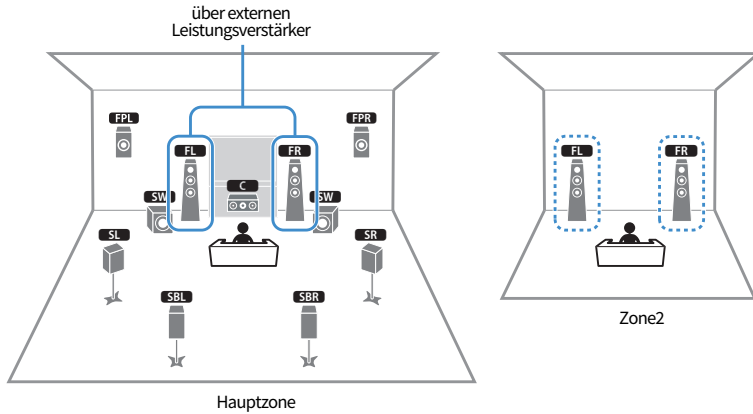 über externen
Leistungsverstärker
FPL
FPR
FL
FR
C
SW
SW
SL
SR
SBL
SBR
Hauptzone
FL
FR
Zone2